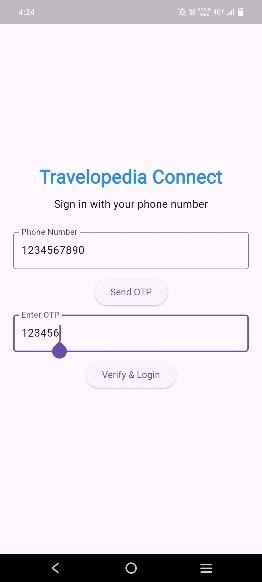 4:24
4G+
Travelopedia Connect
Sign in with your phone number
Phone Number
1234567890
Send OTP
Enter OTP
123456
Verify & Login